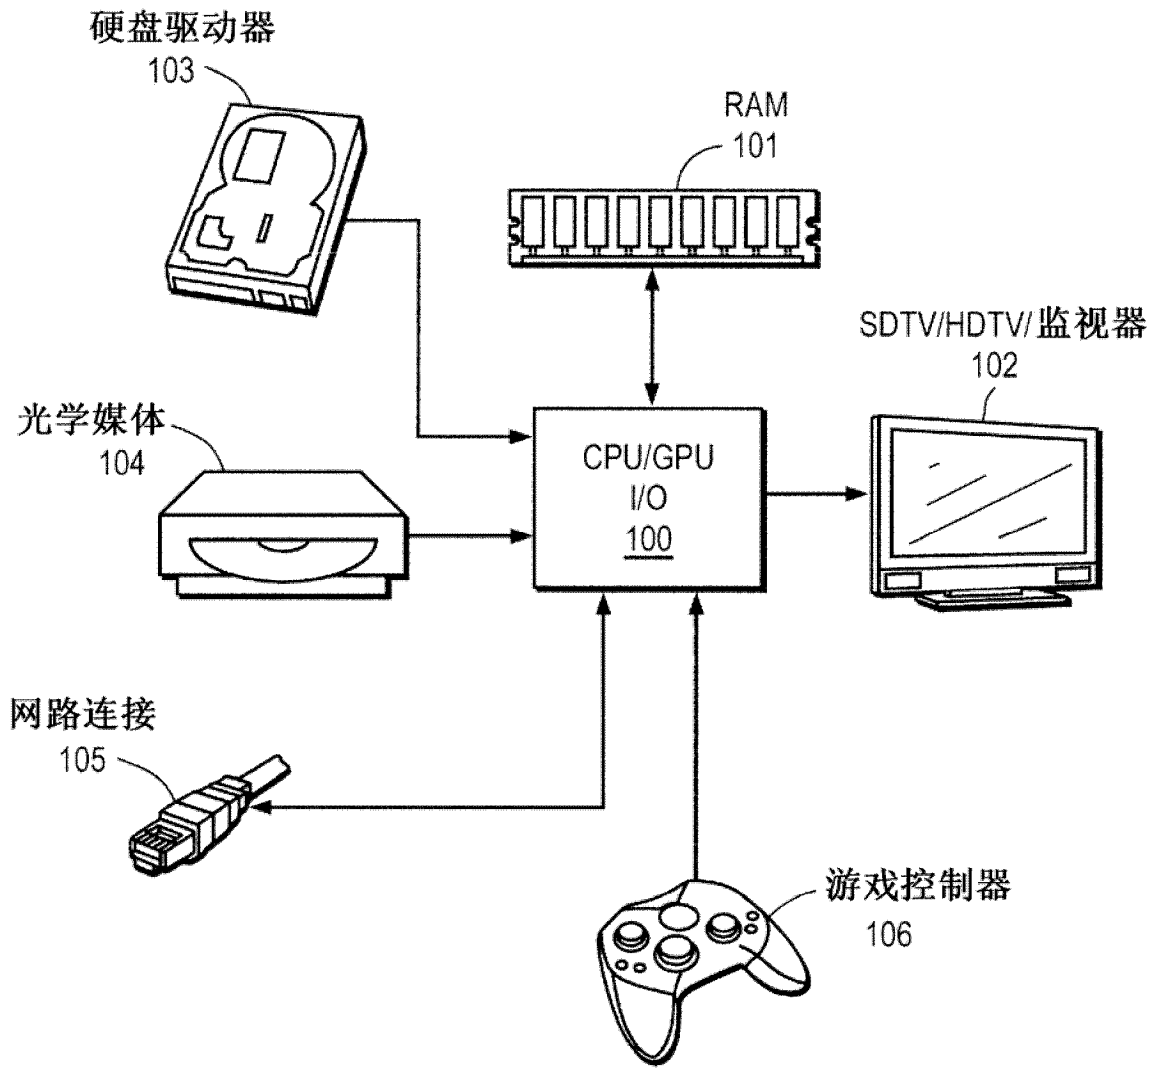 硬盘驱动器
103
RAM
101
SDTV/HDTV/监视器
102
光学媒体
104
CPU/GPU
I/O
100
网路连接
105
游戏控制器
106